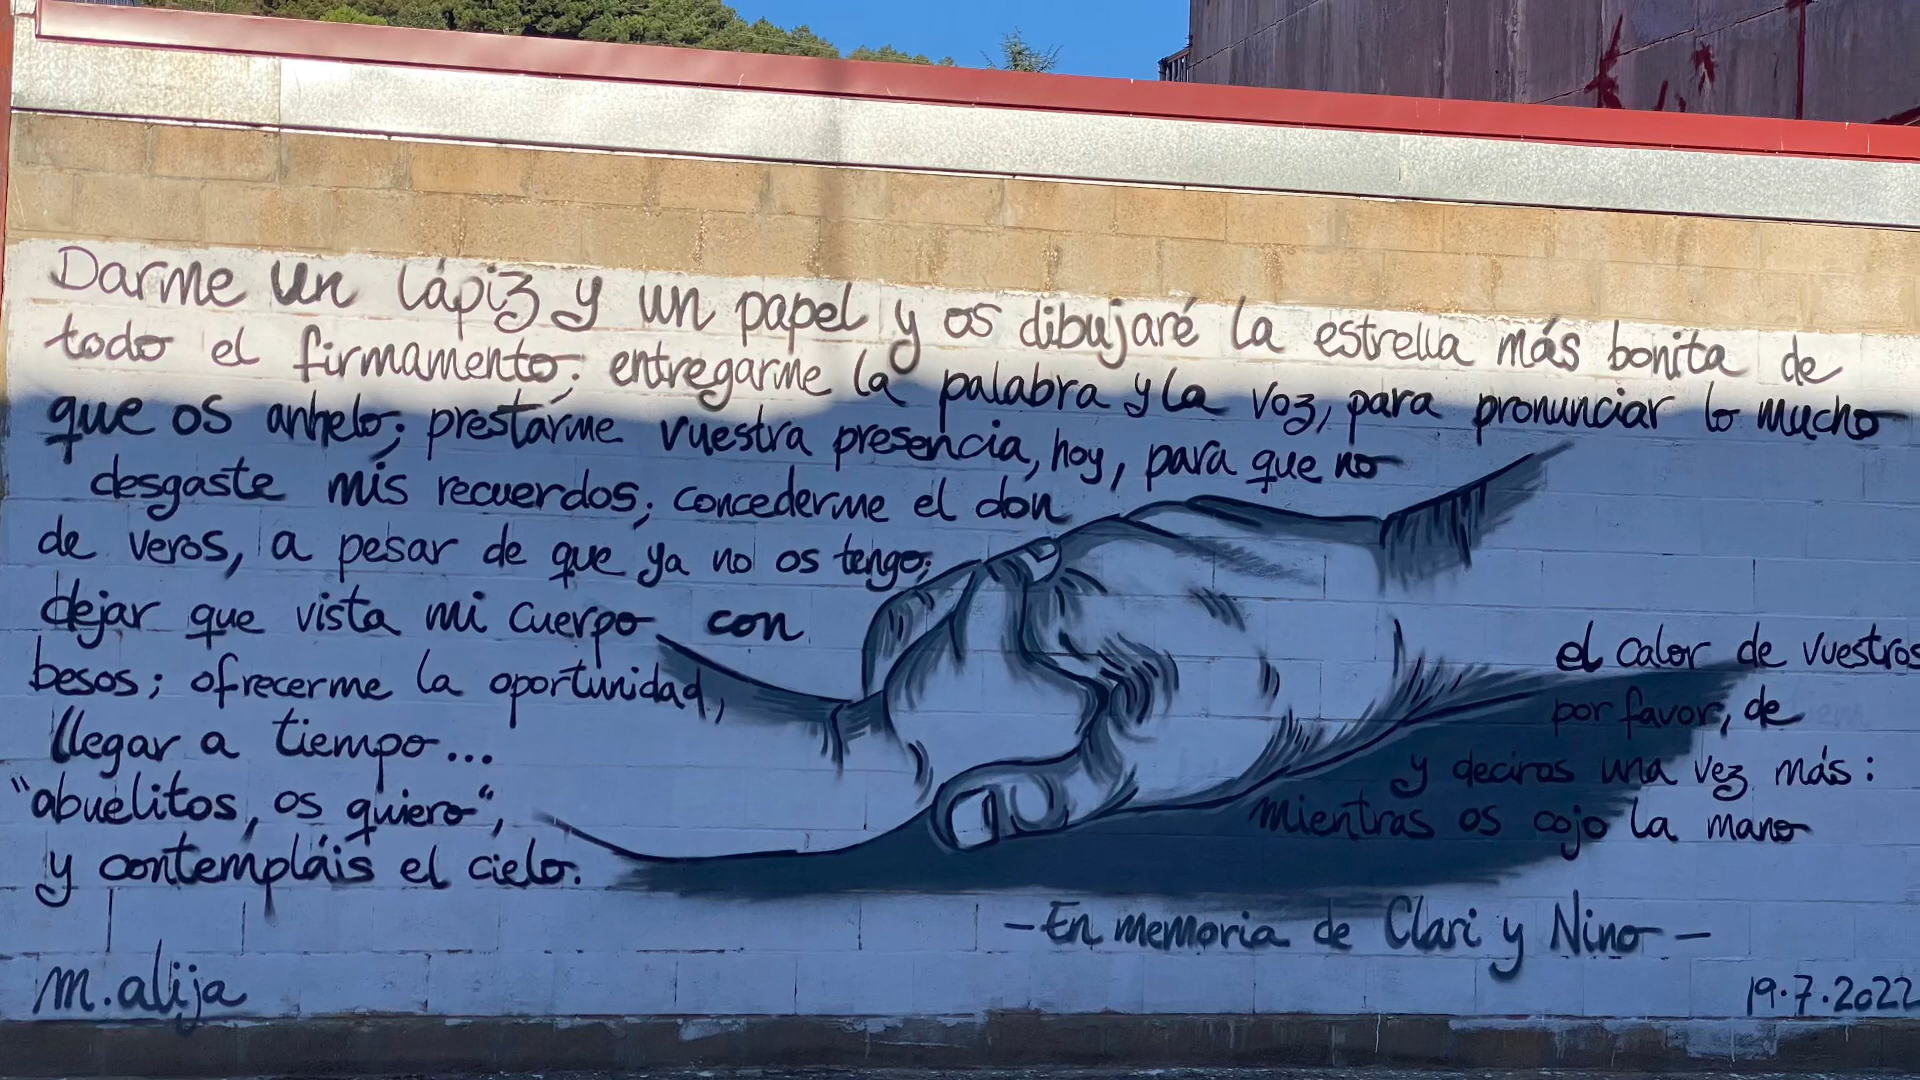 Darme un lápiz y un papel y os dibujaré la estrella más bonita de
todo el firmamento; entregarme la palabra y la voz, para pronunciar lo mucho
que os anhelo; prestarme vuestra presencia, hoy, para que no
desgaste mis recuerdos; concederme el don
de veros, a pesar de que ya no os tengo;
dejar que vista mi cuerpo con el calor de vuestros
besos; ofrecerme la oportunidad, por favor, de
llegar a tiempo... y deciros una vez más:
"abuelitos, os quiero", mientras os cojo la mano
y contempláis el cielo.
-En memoria de Clari y Nino-
m.alija
19.7.2022